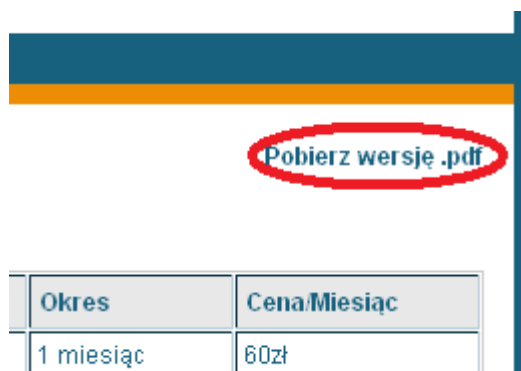 Pobierz wersję .pdf
Okres Cena/Miesiąc
1 miesiąc 60zł